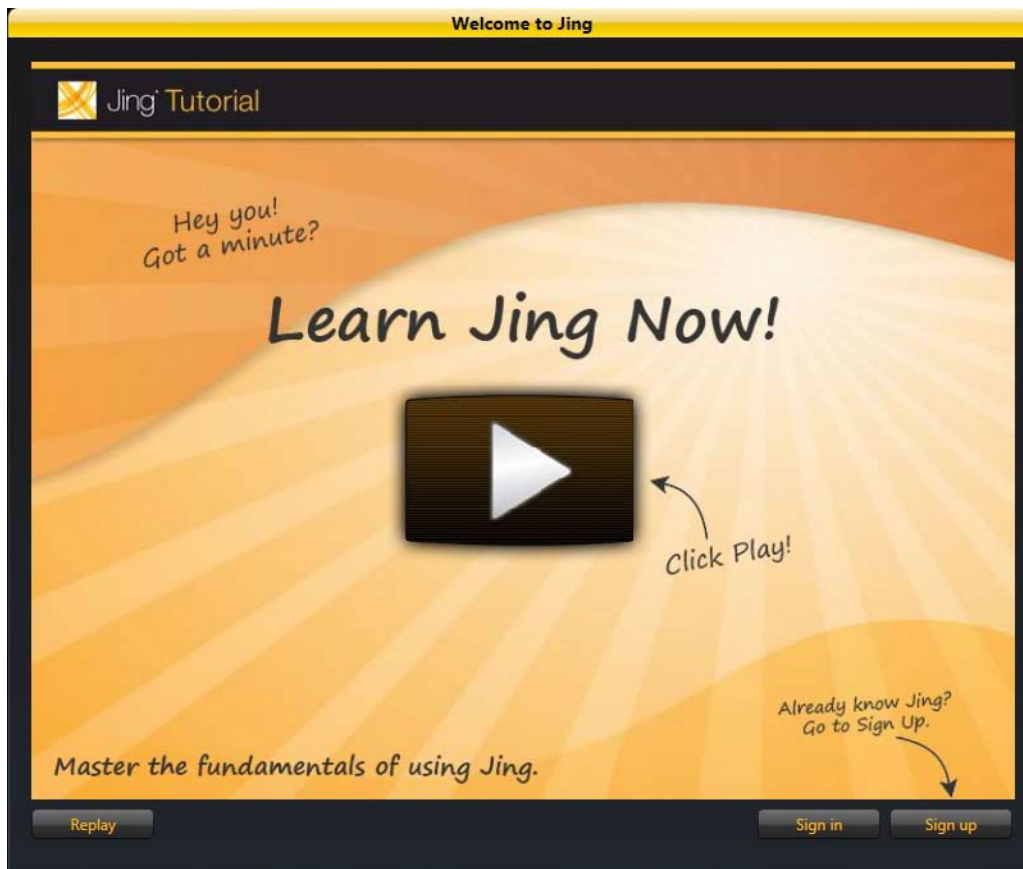 Welcome to Jing
Jing Tutorial
Hey you!
Got a minute?
Learn Jing Now!
Click Play!
Already know Jing?
Go to Sign Up.
Master the fundamentals of using Jing.
Replay
Sign in
Sign up